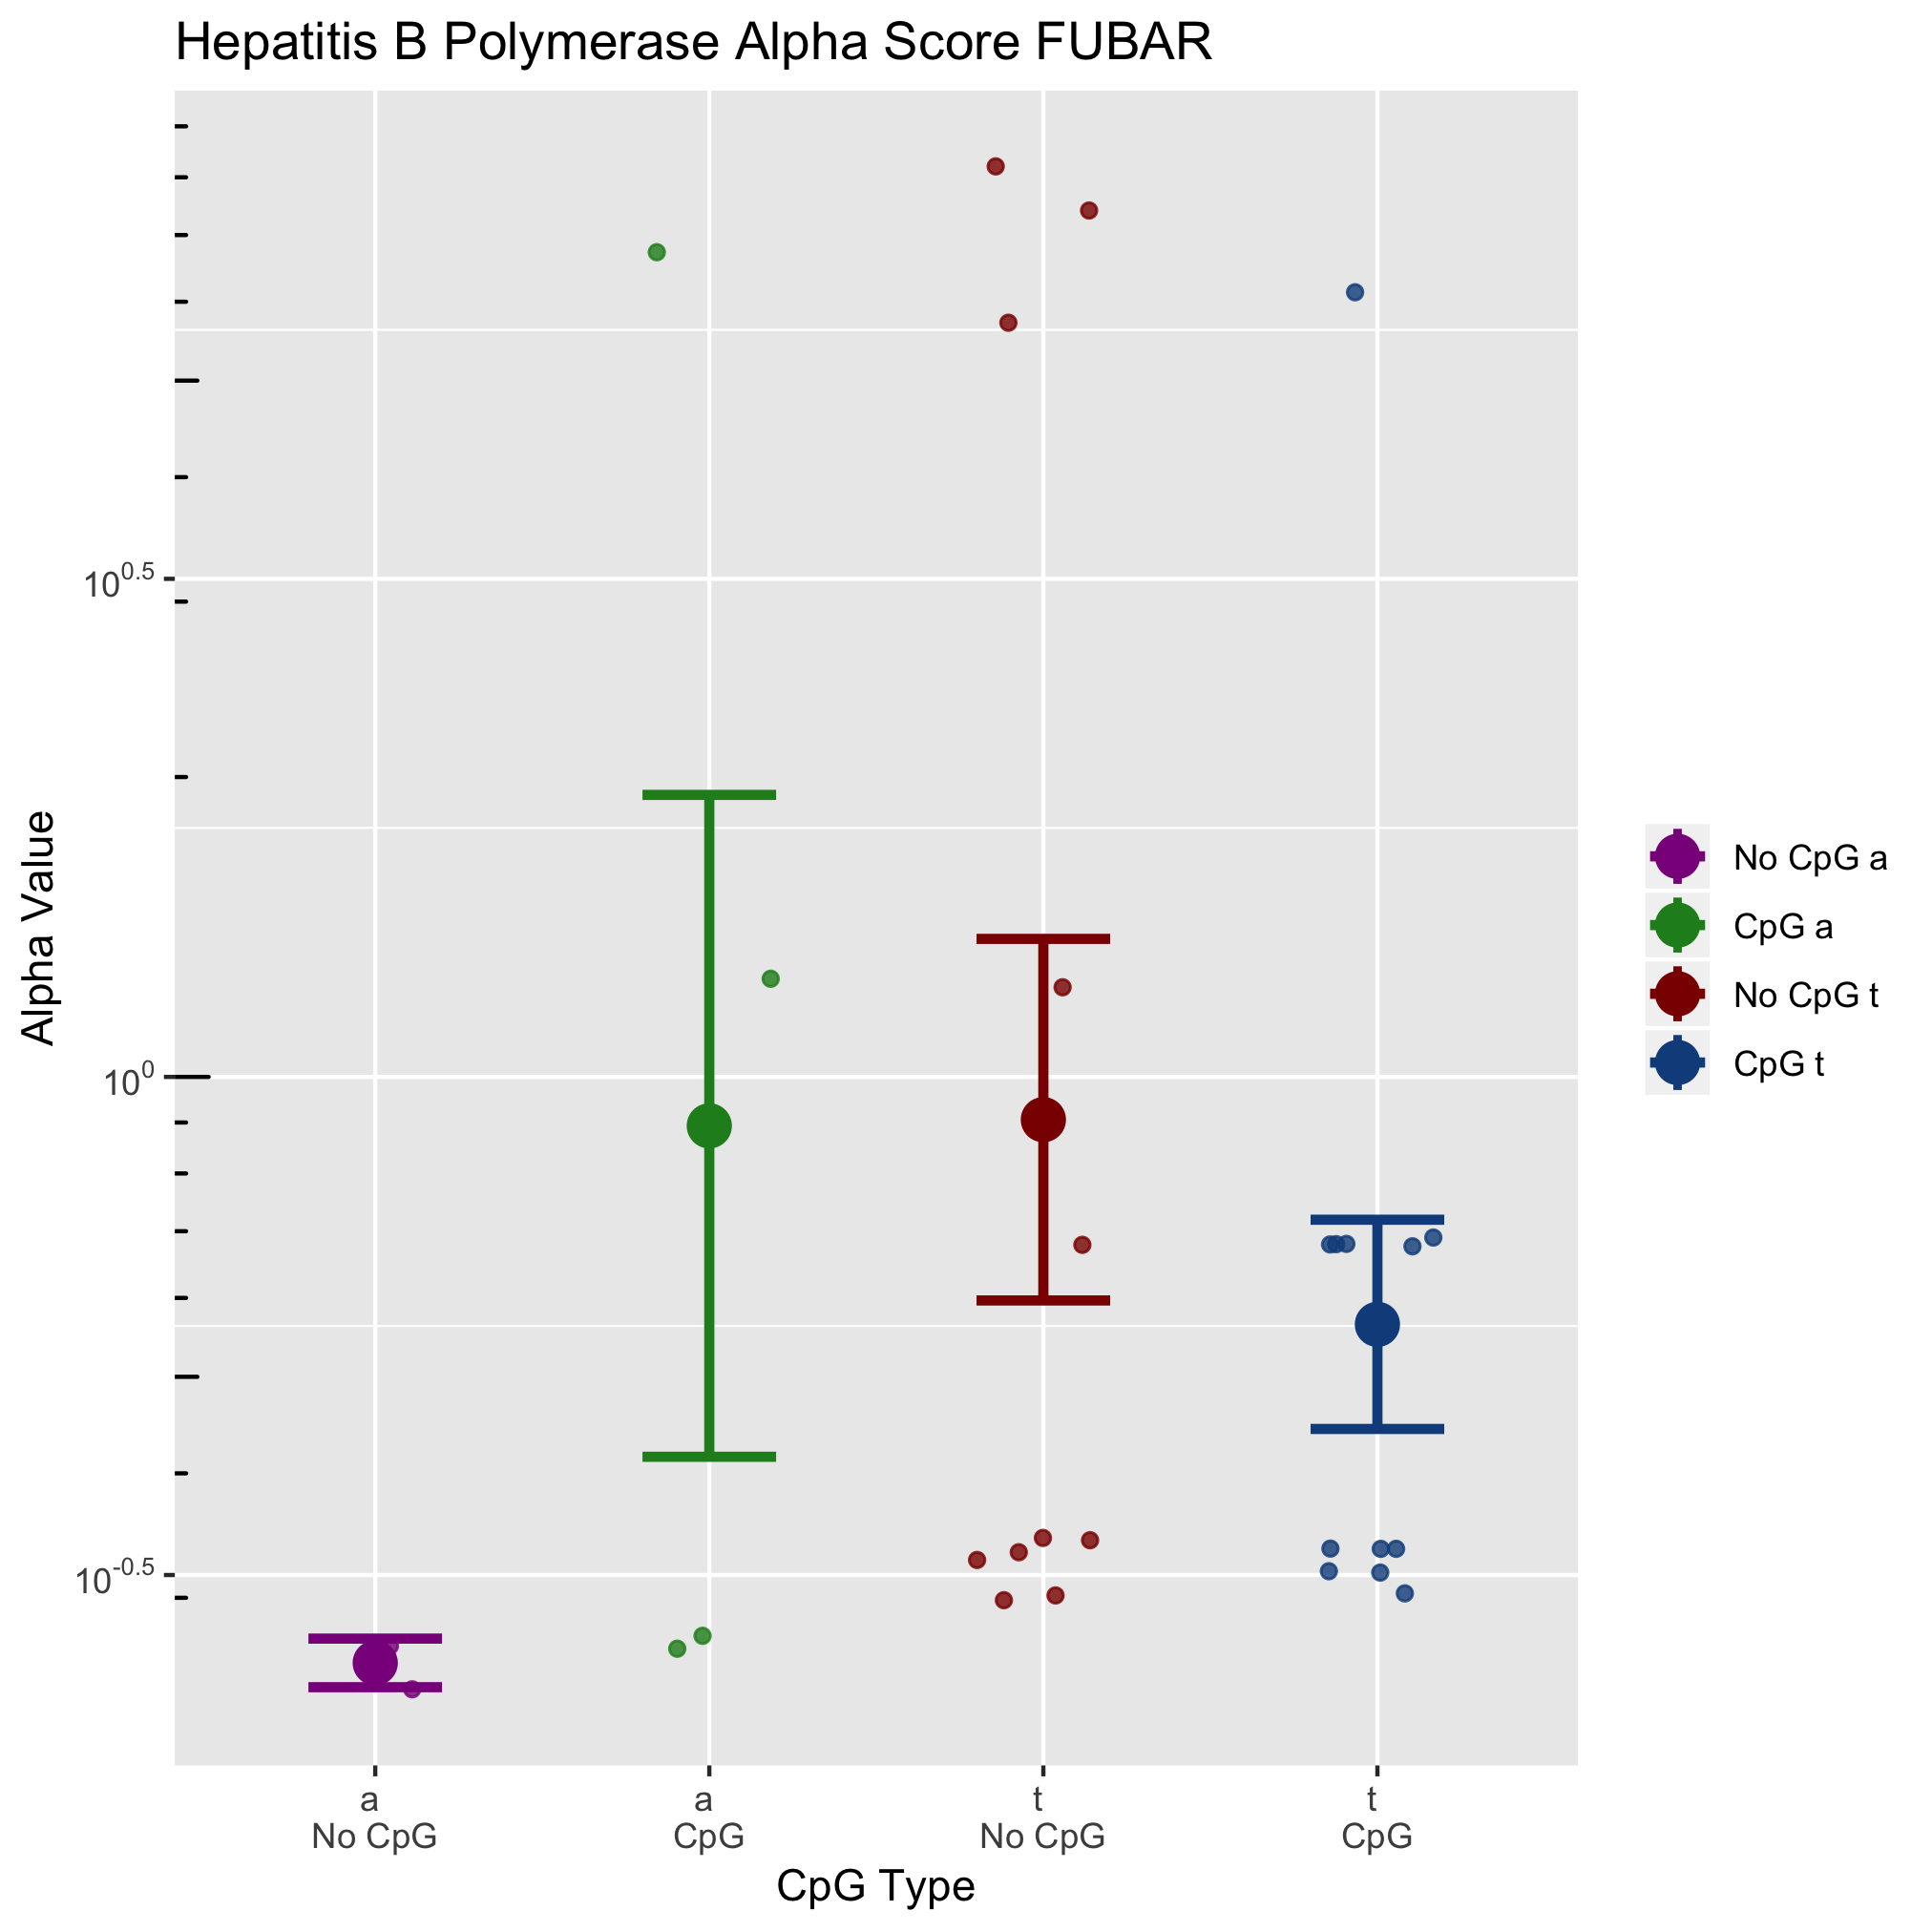 Hepatitis B Polymerase Alpha Score FUBAR
Alpha Value
10^0.5
10^0
10^-0.5
a
No CpG
a
CpG
t
No CpG
t
CpG
CpG Type
No CpG a
CpG a
No CpG t
CpG t